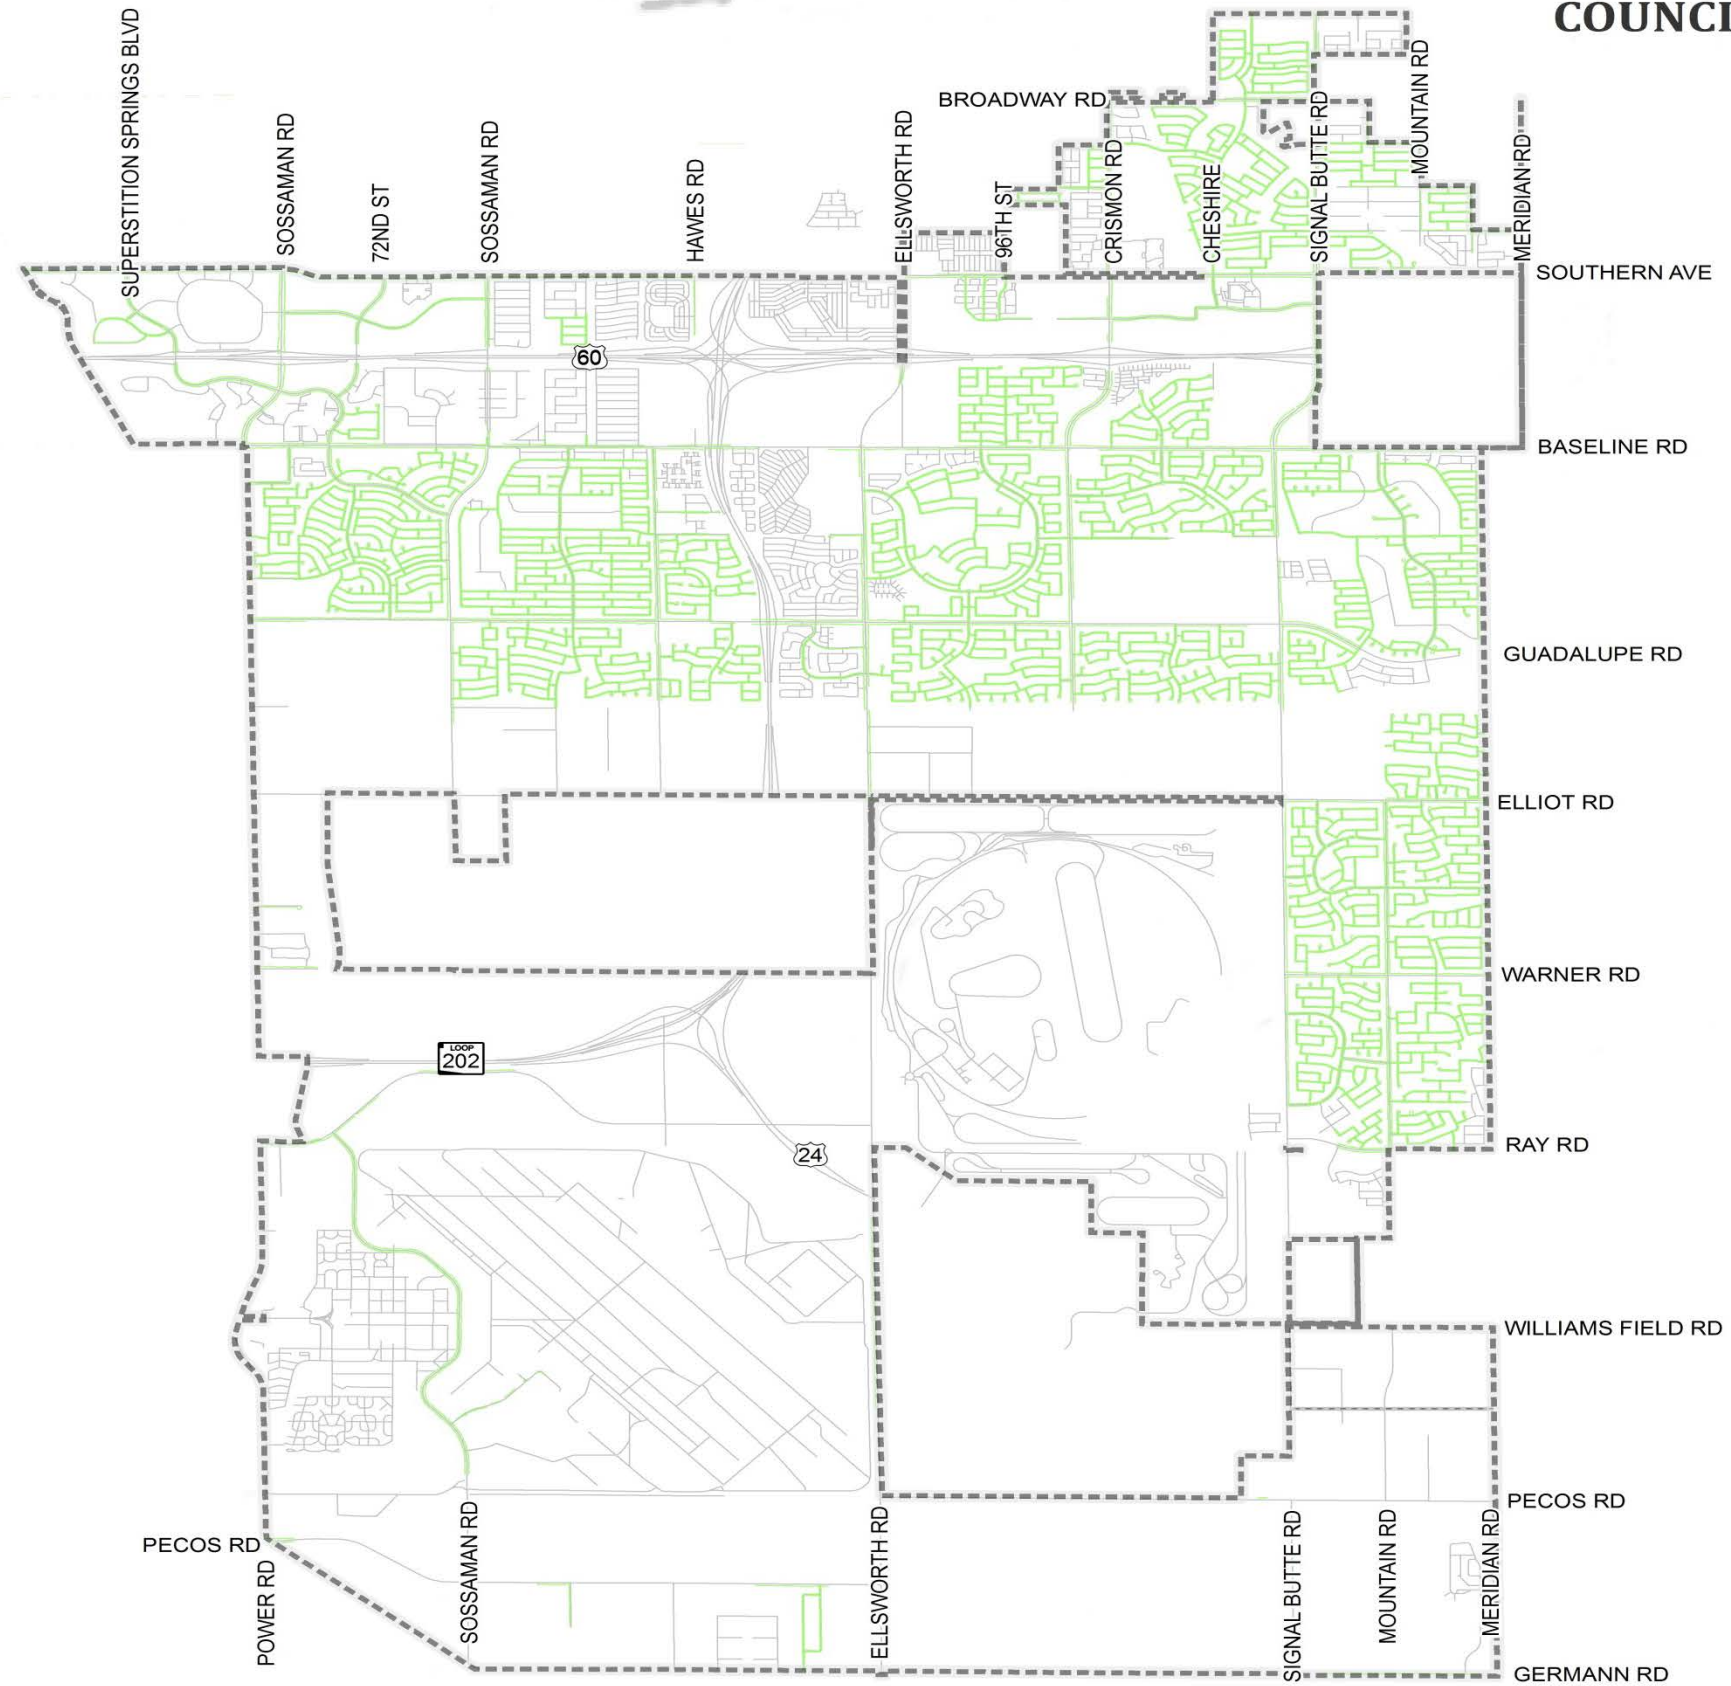 COUNCI
SUPERSTITION SPRINGS BLVD
SOSSAMAN RD
72ND ST
SOSSAMAN RD
HAWES RD
ELLSWORTH RD
BROADWAY RD
96TH ST
CRISMON RD
CHESHIRE
SIGNAL BUTTE RD
MOUNTAIN RD
MERIDIAN RD
SOUTHERN AVE
60
BASELINE RD
GUADALUPE RD
ELLIOT RD
WARNER RD
LOOP
202
24
RAY RD
WILLIAMS FIELD RD
PECOS RD
PECOS RD
POWER RD
SOSSAMAN RD
ELLSWORTH RD
SIGNAL BUTTE RD
MOUNTAIN RD
MERIDIAN RD
GERMANN RD